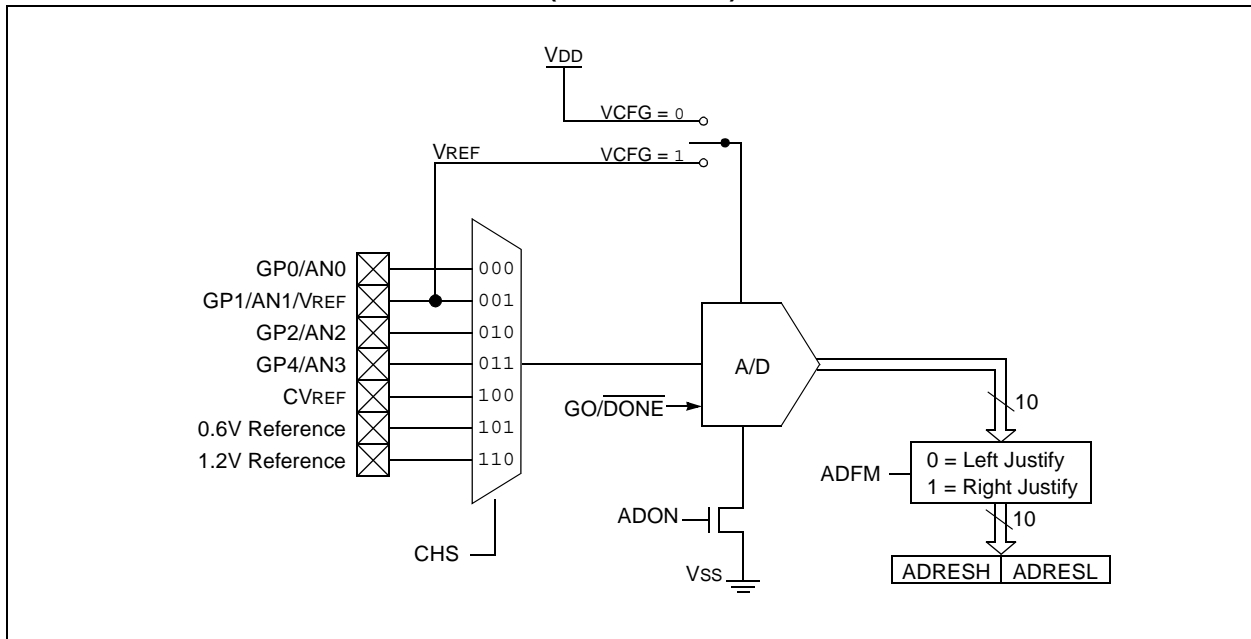 VDD
VCFG = 0
VREF
VCFG = 1
GP0/AN0
000
GP1/AN1/VREF
001
GP2/AN2
010
GP4/AN3
011
A/D
CVREF
100
GO/DONE
10
0.6V Reference
101
1.2V Reference
110
ADFM
0 = Left Justify
1 = Right Justify
ADON
10
CHS
VSS
ADRESH ADRESL